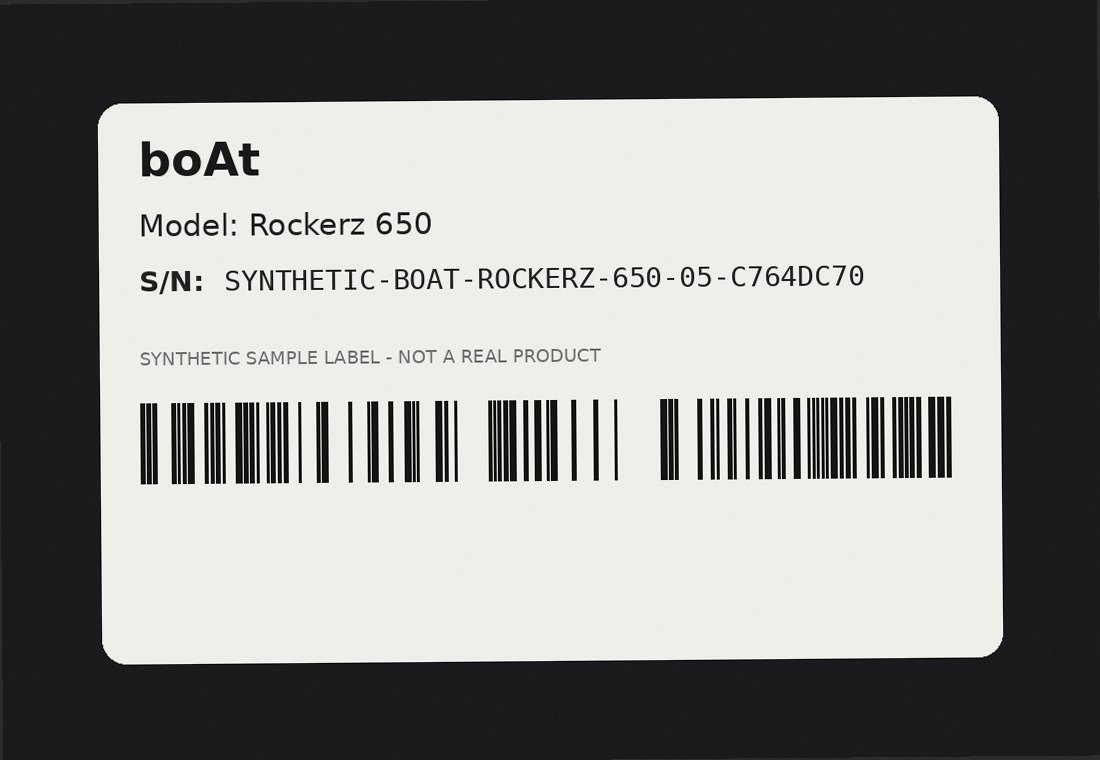 boAt
Model: Rockerz 650
S/N: SYNTHETIC-BOAT-ROCKERZ-650-05-C764DC70
SYNTHETIC SAMPLE LABEL - NOT A REAL PRODUCT